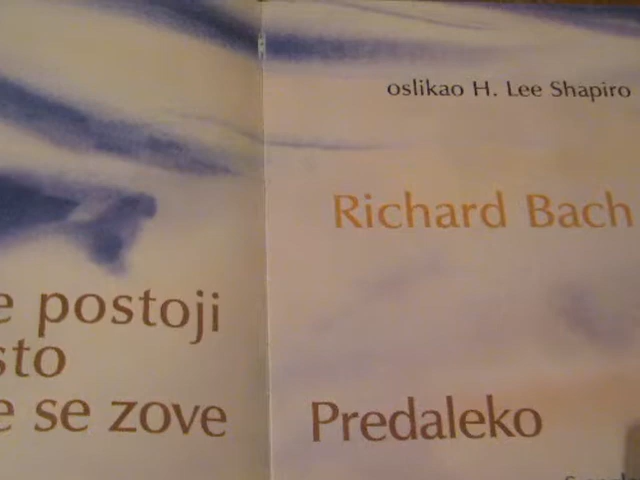 oslikao H. Lee Shapiro
Richard Bach
e postoji
sto
e se zove
Predaleko